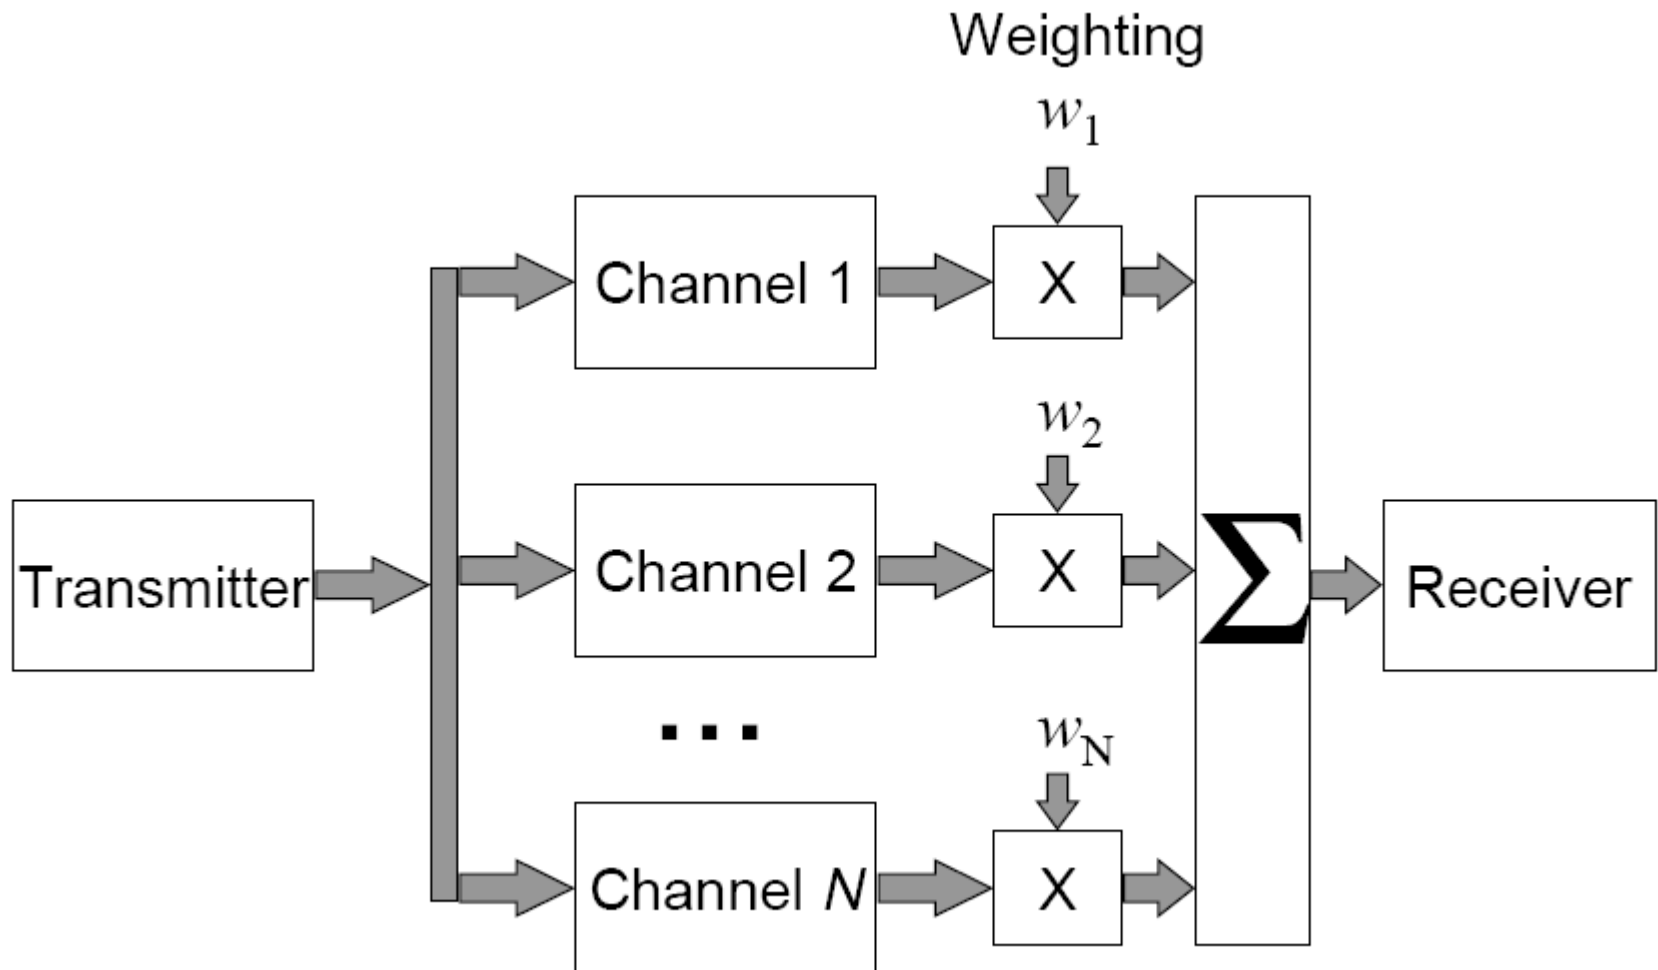 Weighting
w1
Channel 1
X
w2
Transmitter
Channel 2
X
Σ
Receiver
...
wN
Channel N
X